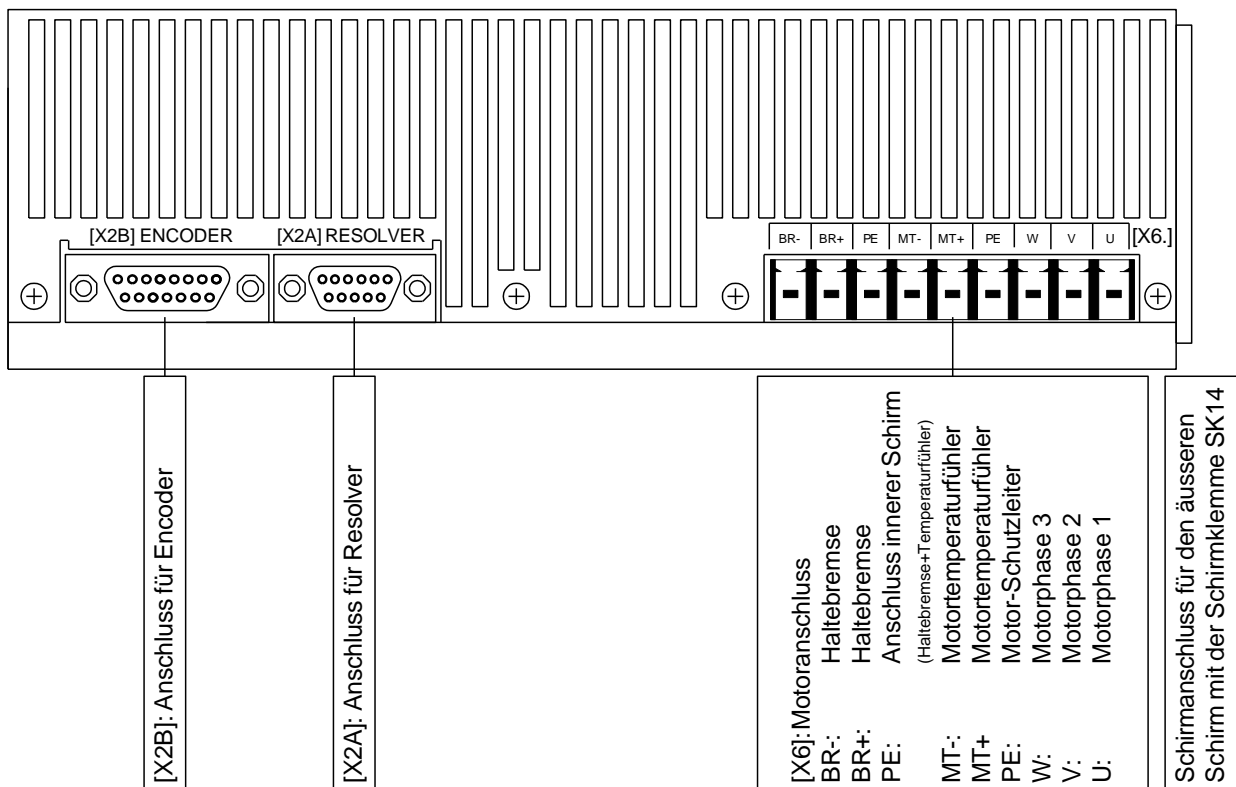 [X2B] ENCODER
[X2A] RESOLVER
BR- BR+ PE MT- MT+ PE W V U [X6.]
[X2B]: Anschluss für Encoder
[X2A]: Anschluss für Resolver
[X6]: Motoranschluss
BR-: Haltebremse
BR+: Haltebremse
PE: Anschluss innerer Schirm
(Haltebremse+Temperaturfühler)
MT-: Motortemperaturfühler
MT+ Motortemperaturfühler
PE: Motor-Schutzleiter
W: Motorphase 3
V: Motorphase 2
U: Motorphase 1
Schirmanschluss für den äusseren
Schirm mit der Schirmklemme SK14